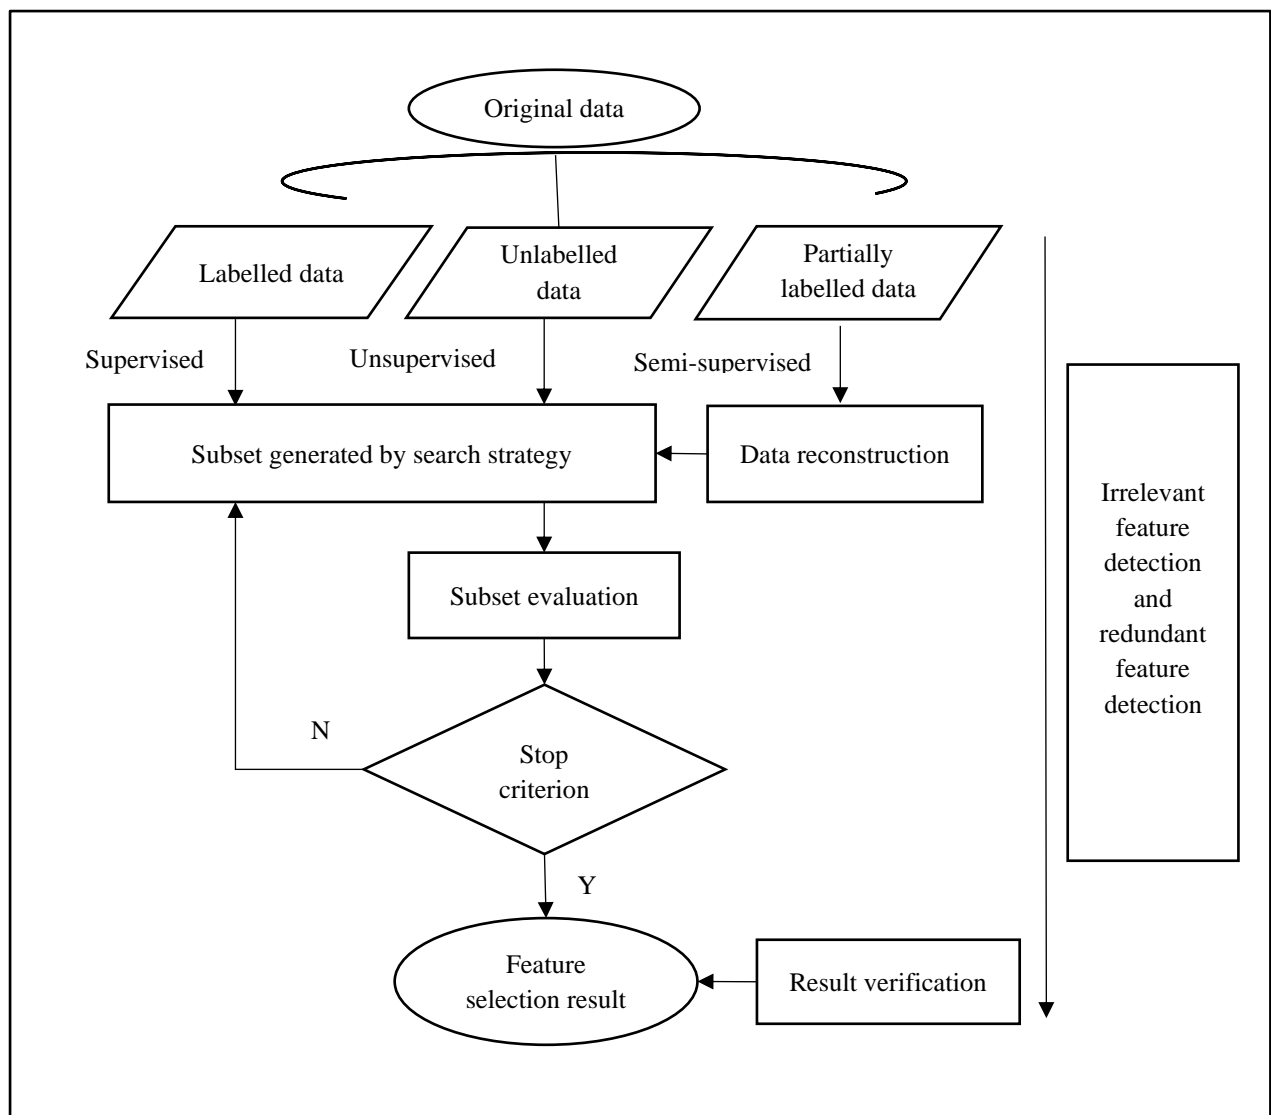 Original data
Labelled data
Unlabelled
data
Partially
labelled data
Supervised
Unsupervised
Semi-supervised
Subset generated by search strategy
Data reconstruction
Subset evaluation
N
Stop
criterion
Y
Feature
selection result
Result verification
Irrelevant
feature
detection
and
redundant
feature
detection